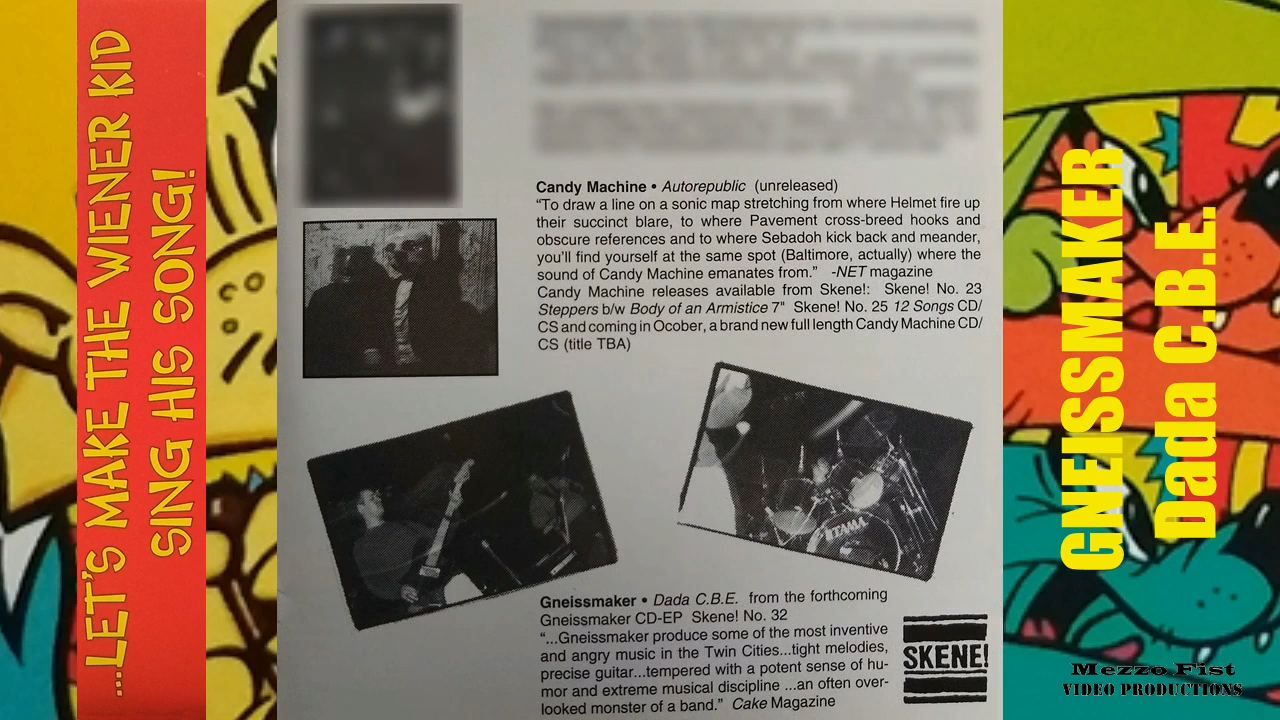 ...LET'S MAKE THE WIENER KID
SING HIS SONG!
Candy Machine • Autorepublic (unreleased)
“To draw a line on a sonic map stretching from where Helmet fire up
their succinct blare, to where Pavement cross-breed hooks and
obscure references and to where Sebadoh kick back and meander,
you'll find yourself at the same spot (Baltimore, actually) where the
sound of Candy Machine emanates from.” -NET magazine
Candy Machine releases available from Skene!: Skene! No. 23
Steppers b/w Body of an Armistice 7" Skene! No. 25 12 Songs CD/
CS and coming in Ocober, a brand new full length Candy Machine CD/
CS (title TBA)
TAMA
Gneissmaker • Dada C.B.E. from the forthcoming
Gneissmaker CD-EP Skene! No. 32
“...Gneissmaker produce some of the most inventive
and angry music in the Twin Cities...tight melodies,
precise guitar...tempered with a potent sense of hu-
mor and extreme musical discipline ...an often over-
looked monster of a band.” Cake Magazine
SKENE!
GNEISSMAKER
Dada C.B.E.
Mezzo Fist
VIDEO PRODUCTIONS